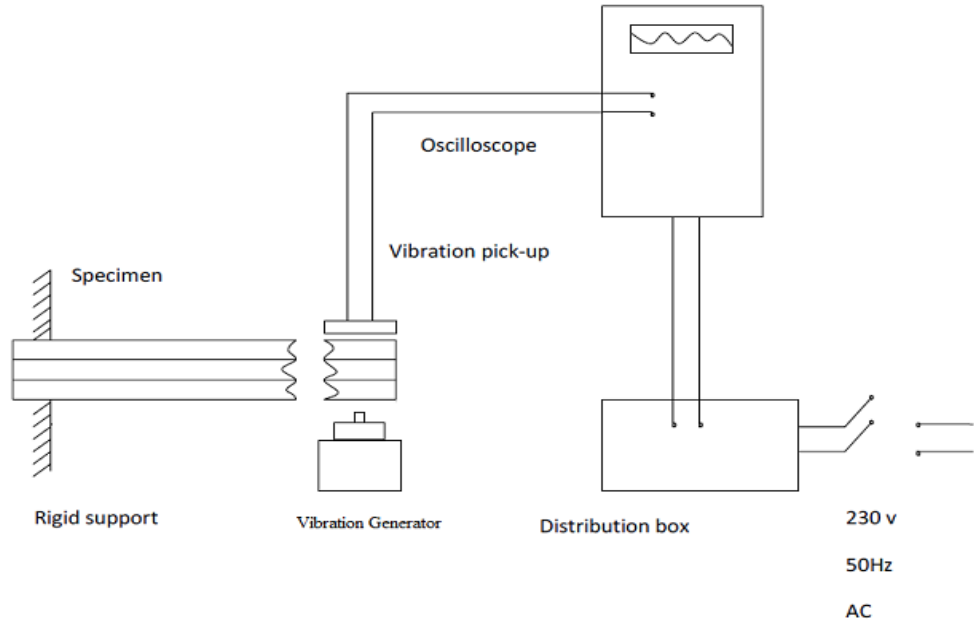 Oscilloscope
Vibration pick-up
Specimen
Rigid support
Vibration Generator
Distribution box
230 v
50Hz
AC